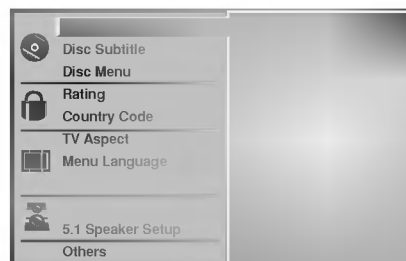 Disc Subtitle
Disc Menu
Rating
Country Code
TV Aspect
Menu Language
5.1 Speaker Setup
Others